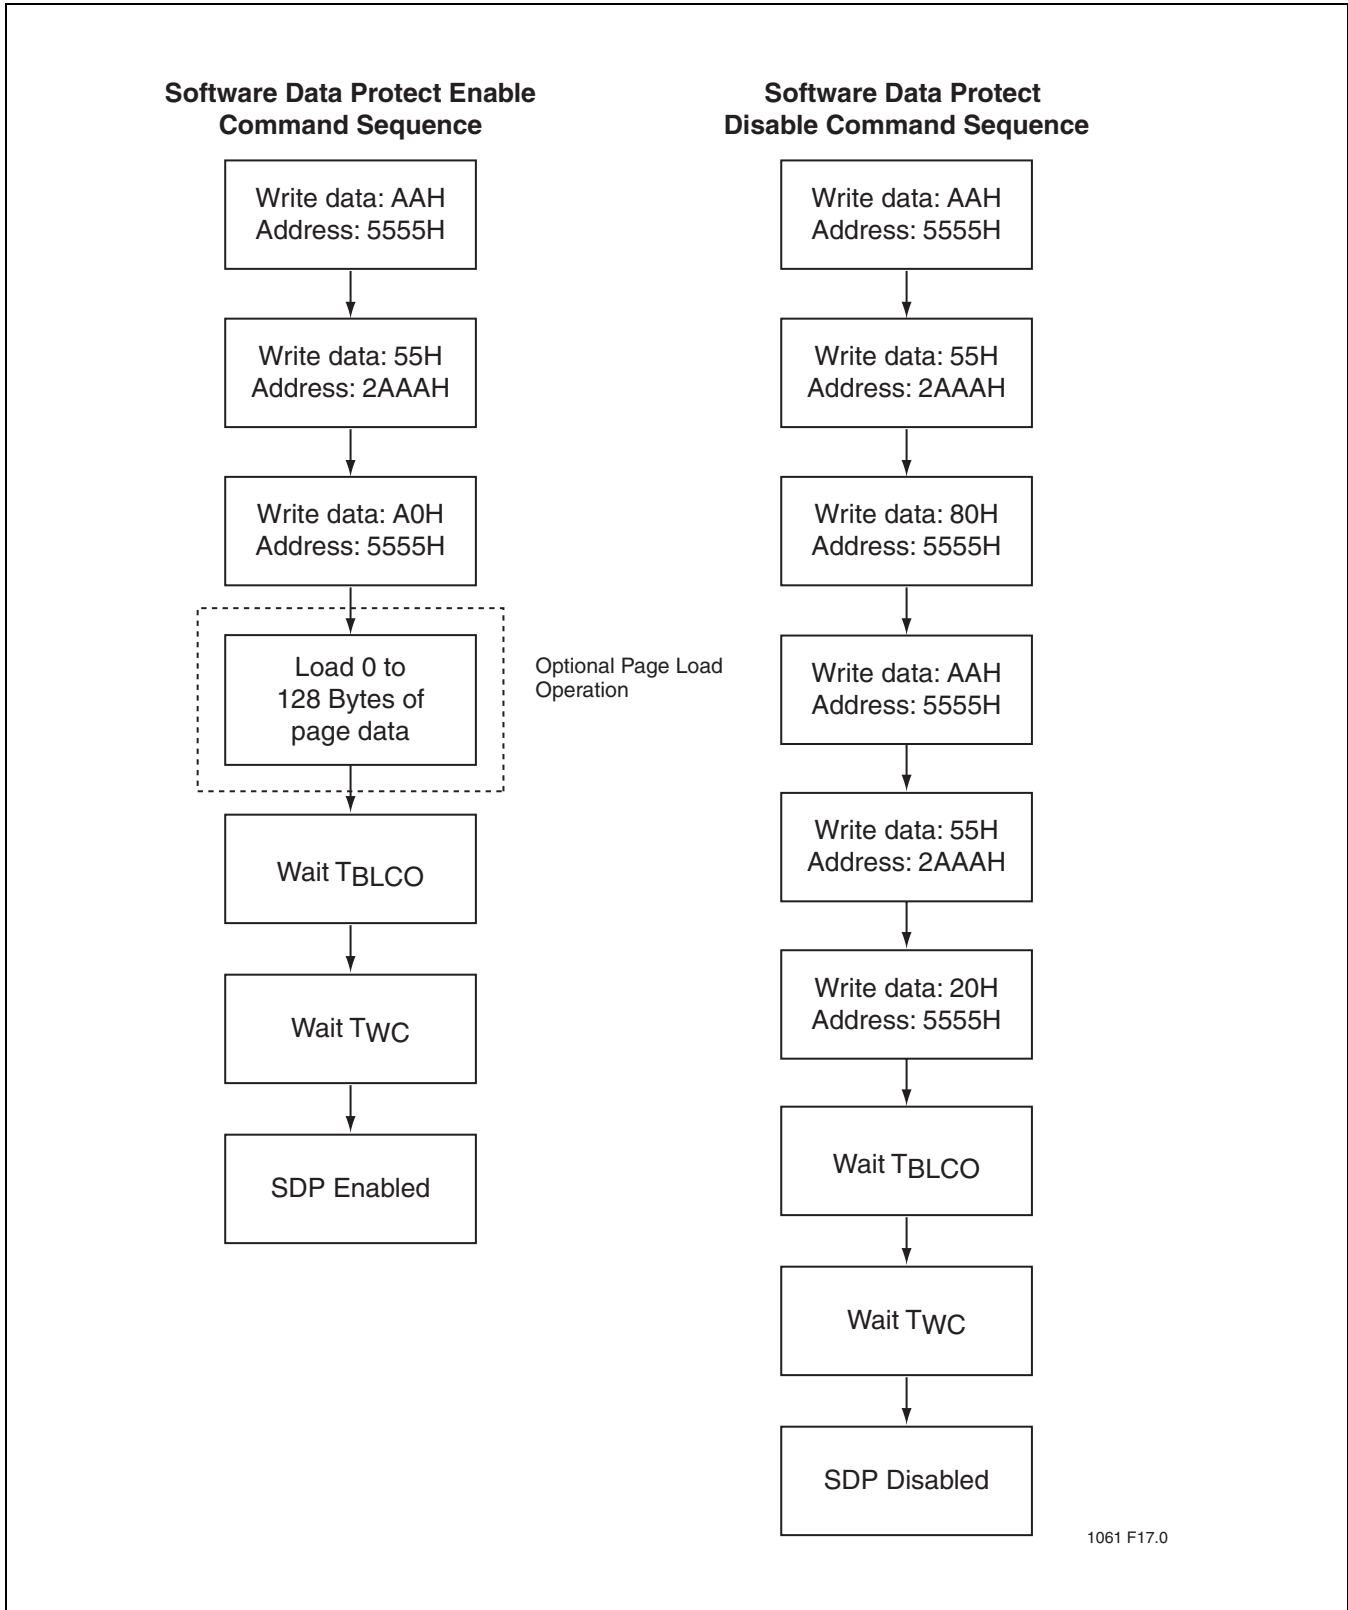 Software Data Protect Enable
Command Sequence
Write data: AAH
Address: 5555H
Write data: 55H
Address: 2AAAH
Write data: A0H
Address: 5555H
Load 0 to
128 Bytes of
page data
Optional Page Load
Operation
Wait TBLCO
Wait TWC
SDP Enabled
Software Data Protect
Disable Command Sequence
Write data: AAH
Address: 5555H
Write data: 55H
Address: 2AAAH
Write data: 80H
Address: 5555H
Write data: AAH
Address: 5555H
Write data: 55H
Address: 2AAAH
Write data: 20H
Address: 5555H
Wait TBLCO
Wait TWC
SDP Disabled
1061 F17.0